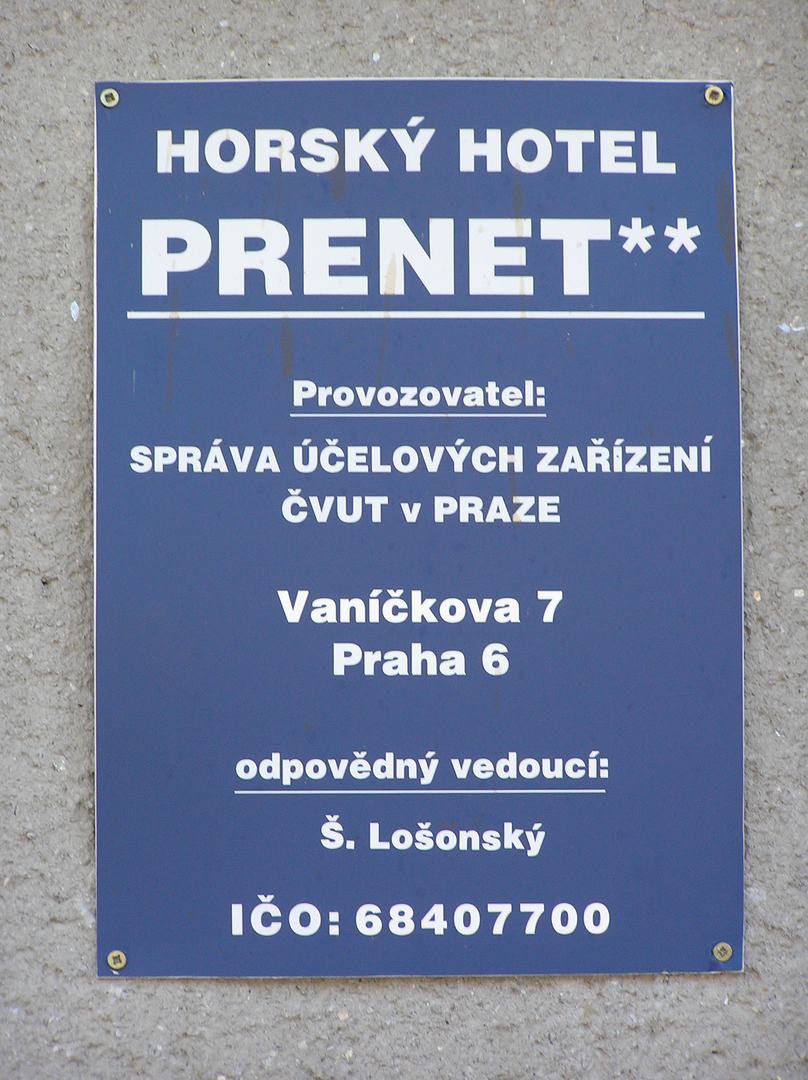 HORSKÝ HOTEL
PRENET**
Provozovatel:
SPRÁVA ÚČELOVÝCH ZAŘÍZENÍ
ČVUT v PRAZE
Vaníčkova 7
Praha 6
odpovědný vedoucí:
Š. Lošonský
IČO: 68407700